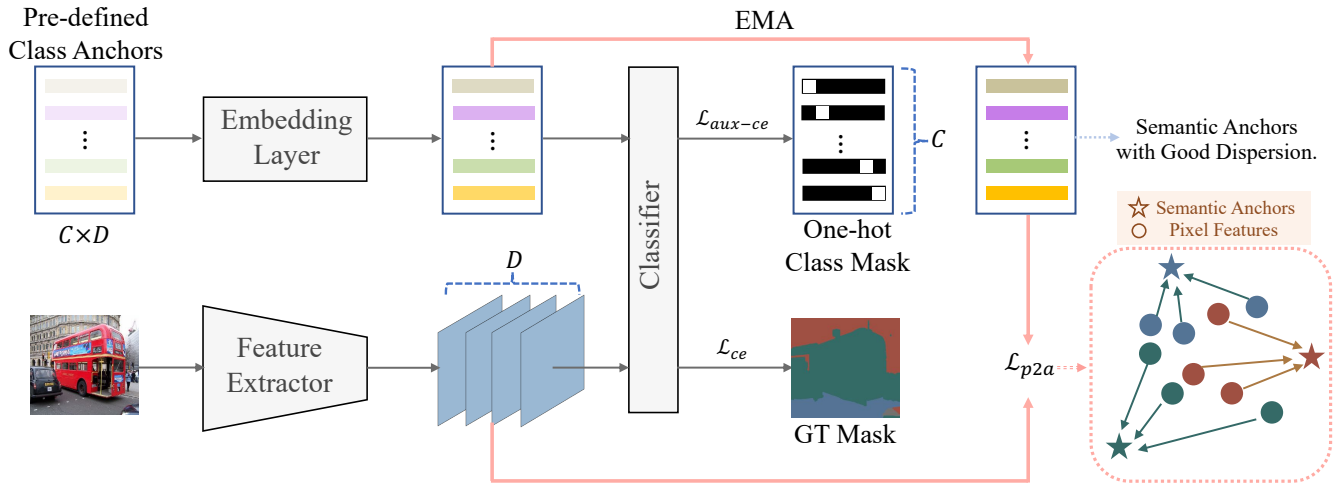 Pre-defined
Class Anchors
EMA
Embedding
Layer
ℒ𝑎𝑢𝑥−𝑐𝑒
𝐶
Semantic Anchors
with Good Dispersion.
𝐶×𝐷
One-hot
Class Mask
Semantic Anchors
Pixel Features
Classifier
𝐷
Feature
Extractor
ℒ𝑐𝑒
ℒ𝑝2𝑎
GT Mask